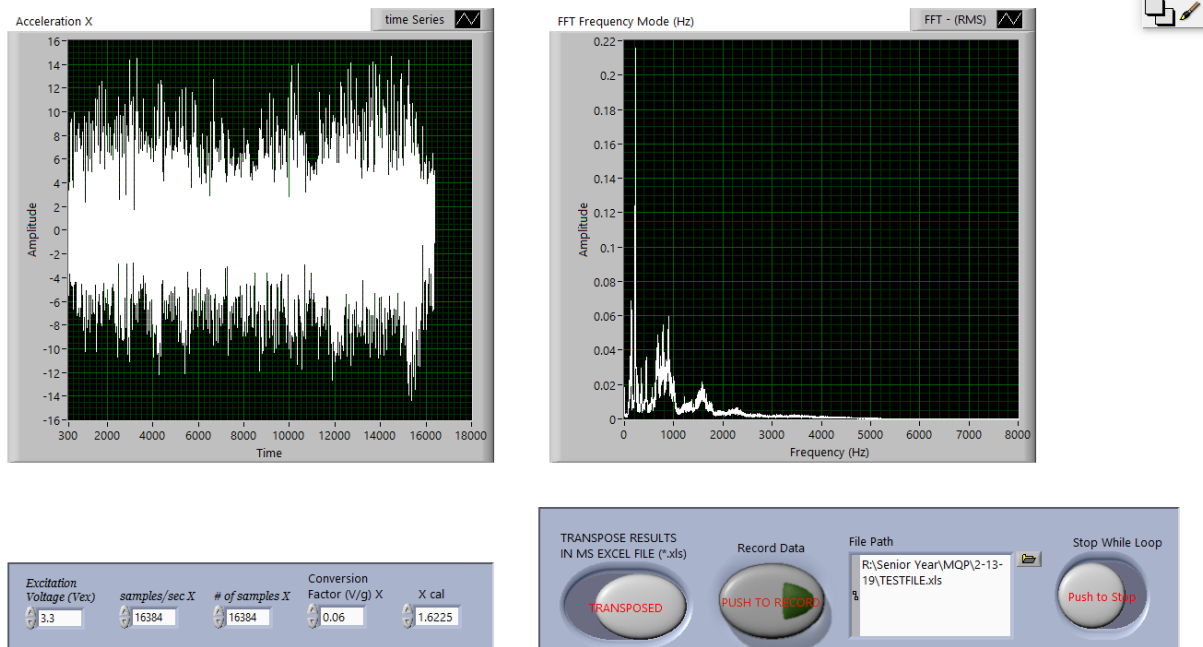 Acceleration X
time Series
16
14
12
10
8
6
4
2
0
-2
-4
-6
-8
-10
-12
-14
-16
Amplitude
300 2000 4000 6000 8000 10000 12000 14000 16000 18000
Time
FFT Frequency Mode (Hz)
FFT - (RMS)
0.22
0.2
0.18
0.16
0.14
0.12
0.1
0.08
0.06
0.04
0.02
0
Amplitude
0 1000 2000 3000 4000 5000 6000 7000 8000
Frequency (Hz)
Excitation
Voltage (Vex)
3.3
samples/sec X
16384
# of samples X
16384
Conversion
Factor (V/g) X
0.06
X cal
1.6225
TRANSPOSE RESULTS
IN MS EXCEL FILE (*.xls)
TRANSPOSED
Record Data
PUSH TO RECORD
File Path
R:\Senior Year\MQP\2-13-
19\TESTFILE.xls
Stop While Loop
Push to Stop